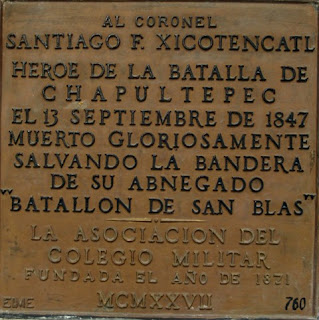 AL CORONEL
SANTIAGO F. XICOTENCATL
HEROE DE LA BATALLA DE
CHAPULTEPEC
EL 13 SEPTIEMBRE DE 1847
MUERTO GLORIOSAMENTE
SALVANDO LA BANDERA
DE SU ABNEGADO
"BATALLON DE SAN BLAS"
LA ASOCIACION DEL
COLEGIO MILITAR
FUNDADA EL AÑO DE 1871
MCMXXVII
EIME 760